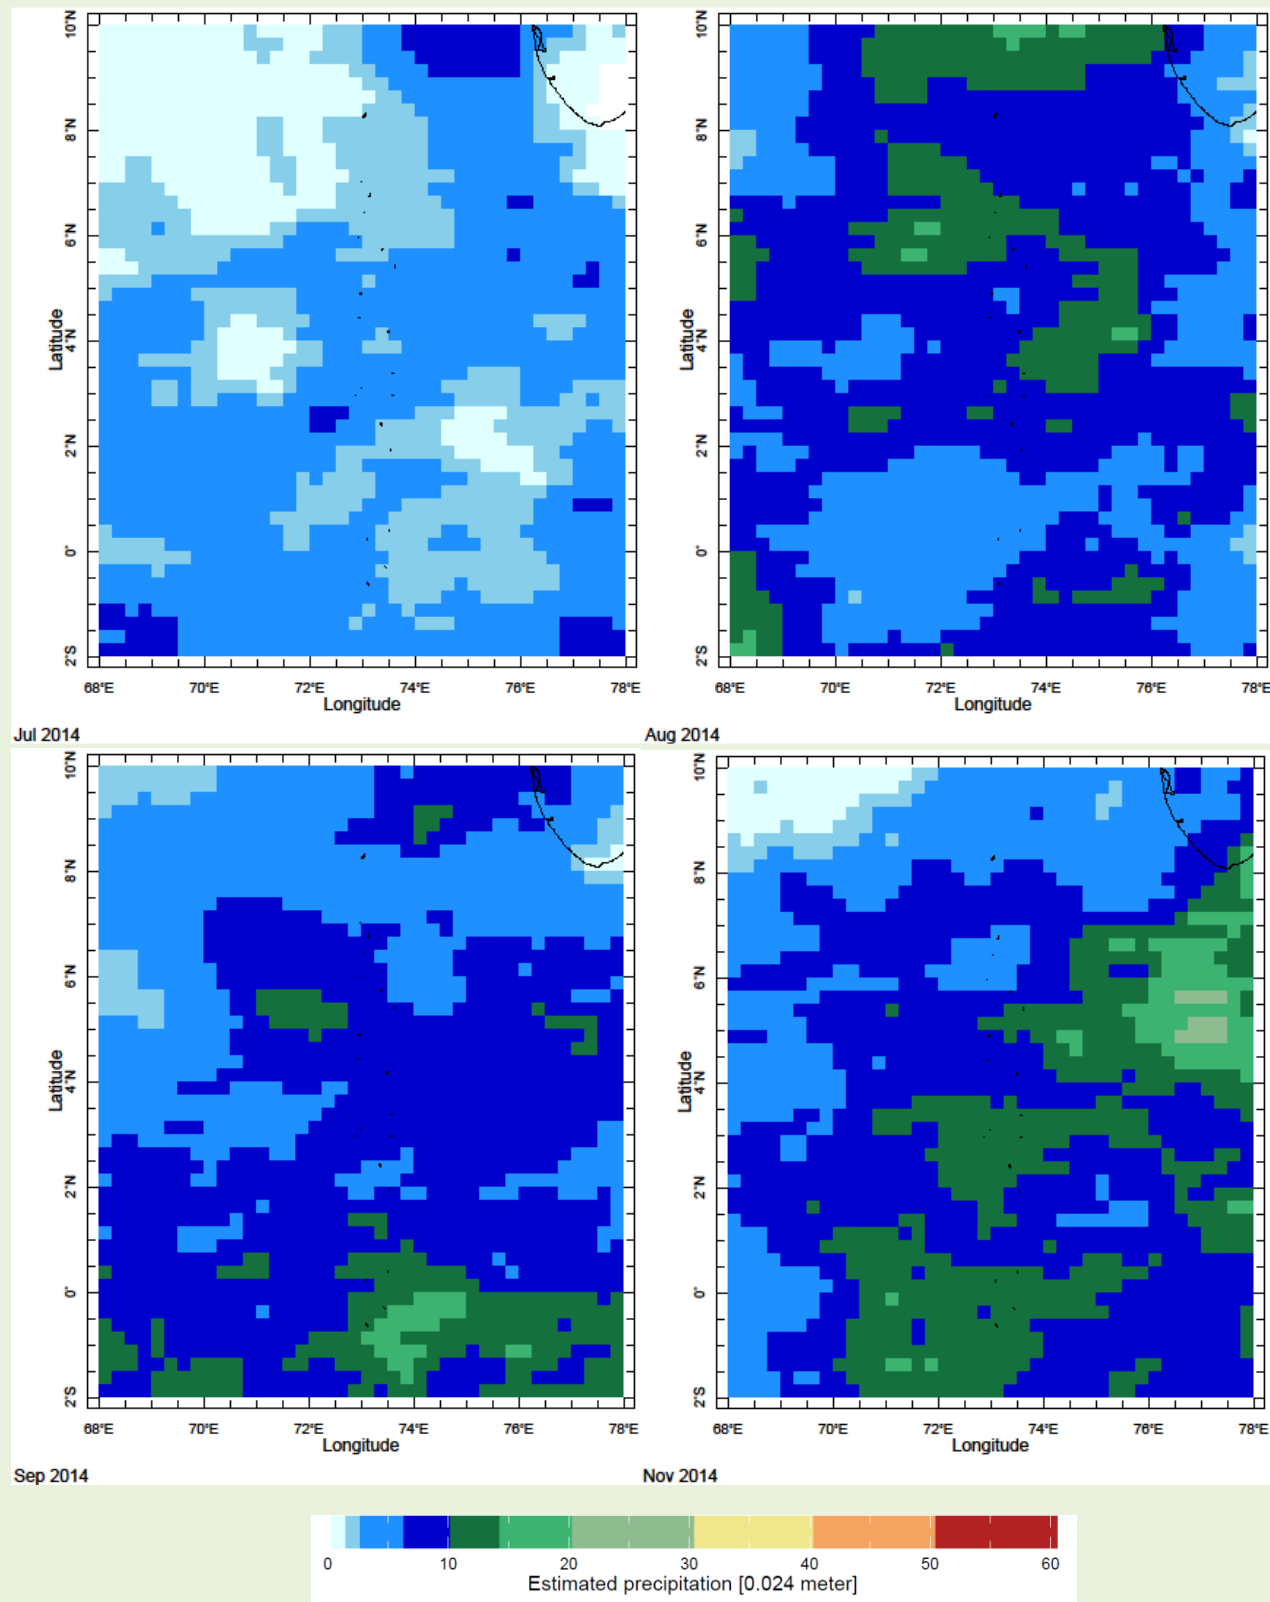 10°N
8°N
6°N
4°N
2°N
0°
2°S
Latitude
68°E 70°E 72°E 74°E 76°E 78°E
Longitude
Jul 2014
10°N
8°N
6°N
4°N
2°N
0°
2°S
Latitude
68°E 70°E 72°E 74°E 76°E 78°E
Longitude
Aug 2014
10°N
8°N
6°N
4°N
2°N
0°
2°S
Latitude
68°E 70°E 72°E 74°E 76°E 78°E
Longitude
Sep 2014
10°N
8°N
6°N
4°N
2°N
0°
2°S
Latitude
68°E 70°E 72°E 74°E 76°E 78°E
Longitude
Nov 2014
0 10 20 30 40 50 60
Estimated precipitation [0.024 meter]